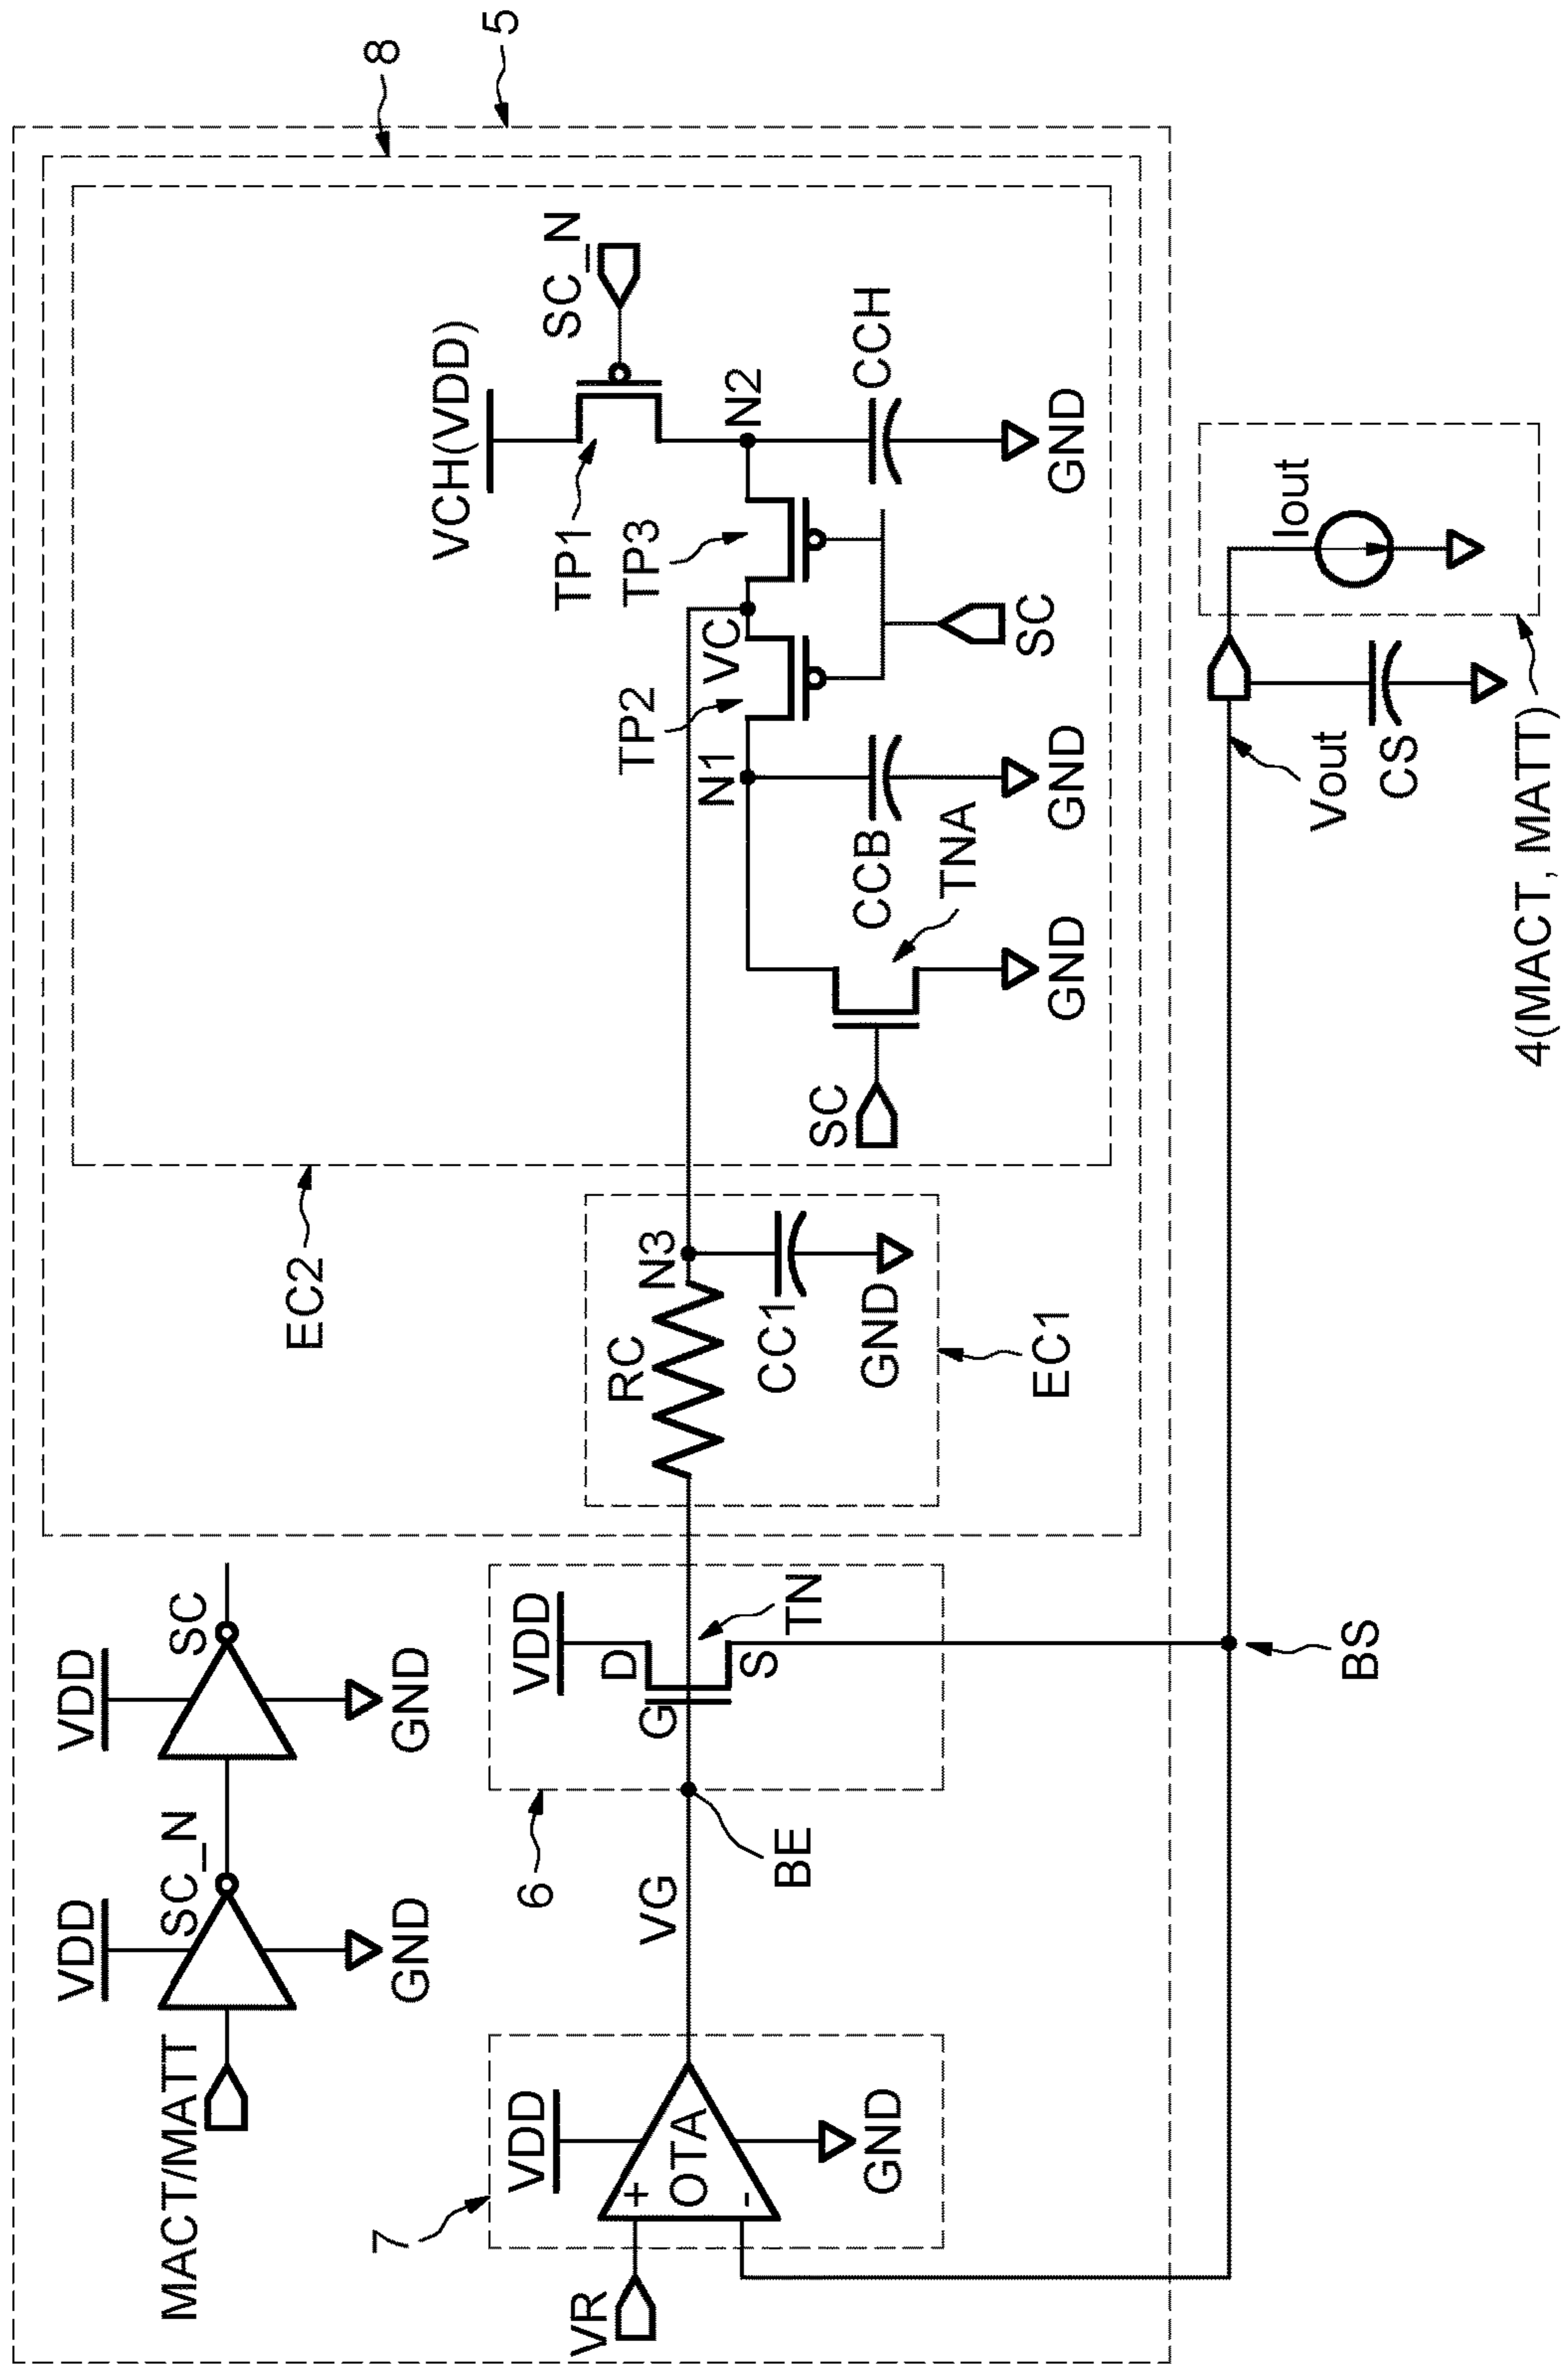 5
8
VCH(VDD)
SC_N
TP1
N2
CCH
GND
TP3
VC
TP2
SC
N1
CCB
GND
TNA
GND
SC
EC2
N3
RC
CC1
GND
EC1
VDD
SC
GND
VDD
SC_N
GND
MACT/MATT
VDD
D
G
S
TN
6
BE
VG
BS
VDD
+
OTA
-
GND
7
VR
Iout
Vout
CS
4(MACT, MATT)